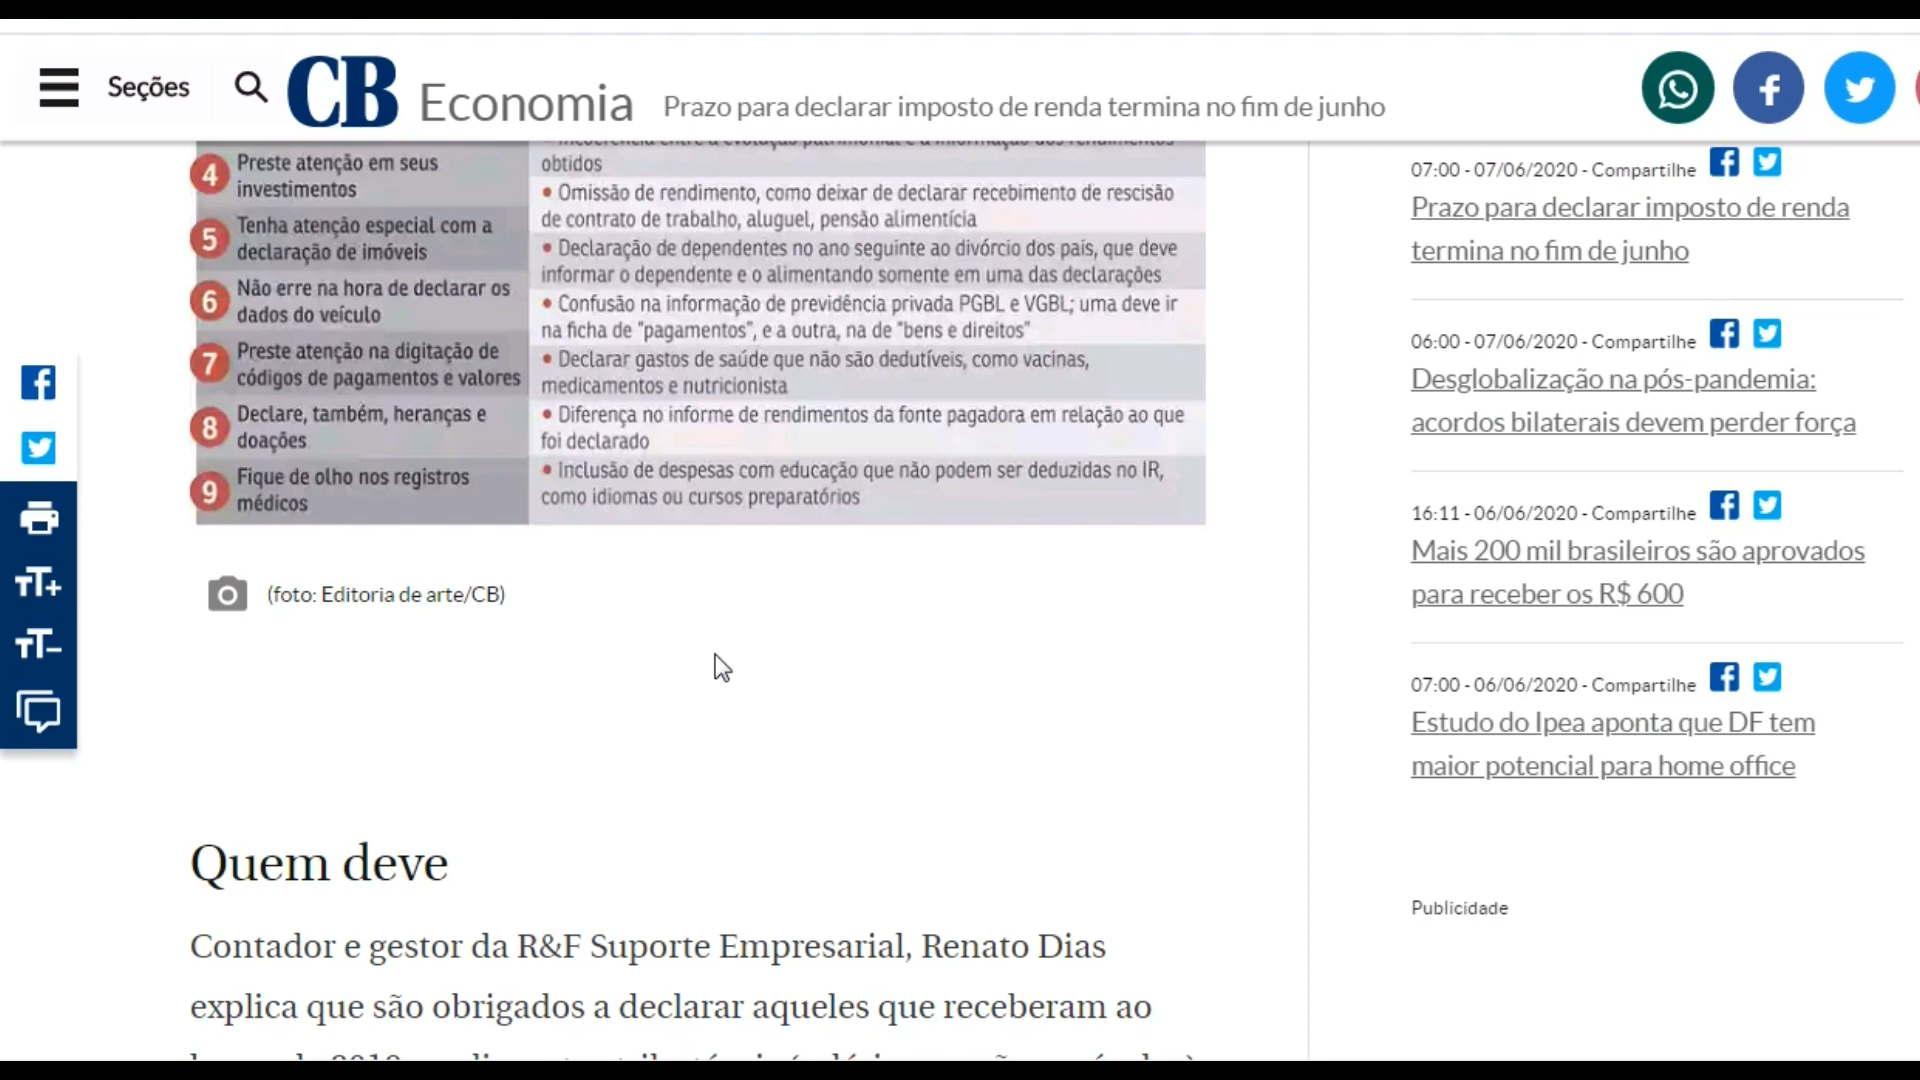 Seções
CB
Economia
Prazo para declarar imposto de renda termina no fim de junho
4 Preste atenção em seus
investimentos
5 Tenha atenção especial com a
declaração de imóveis
6 Não erre na hora de declarar os
dados do veículo
7 Preste atenção na digitação de
códigos de pagamentos e valores
8 Declare, também, heranças e
doações
9 Fique de olho nos registros
médicos
• Incoerência entre a evolução patrimonial e a informação dos rendimentos
obtidos
• Omissão de rendimento, como deixar de declarar recebimento de rescisão
de contrato de trabalho, aluguel, pensão alimentícia
• Declaração de dependentes no ano seguinte ao divórcio dos pais, que deve
informar o dependente e o alimentando somente em uma das declarações
• Confusão na informação de previdência privada PGBL e VGBL; uma deve ir
na ficha de "pagamentos", e a outra, na de "bens e direitos"
• Declarar gastos de saúde que não são dedutíveis, como vacinas,
medicamentos e nutricionista
• Diferença no informe de rendimentos da fonte pagadora em relação ao que
foi declarado
• Inclusão de despesas com educação que não podem ser deduzidas no IR,
como idiomas ou cursos preparatórios
(foto: Editoria de arte/CB)
Quem deve
Contador e gestor da R&F Suporte Empresarial, Renato Dias
explica que são obrigados a declarar aqueles que receberam ao
07:00 - 07/06/2020 - Compartilhe
Prazo para declarar imposto de renda
termina no fim de junho
06:00 - 07/06/2020 - Compartilhe
Desglobalização na pós-pandemia:
acordos bilaterais devem perder força
16:11 - 06/06/2020 - Compartilhe
Mais 200 mil brasileiros são aprovados
para receber os R$ 600
07:00 - 06/06/2020 - Compartilhe
Estudo do Ipea aponta que DF tem
maior potencial para home office
Publicidade
TT+
TT-